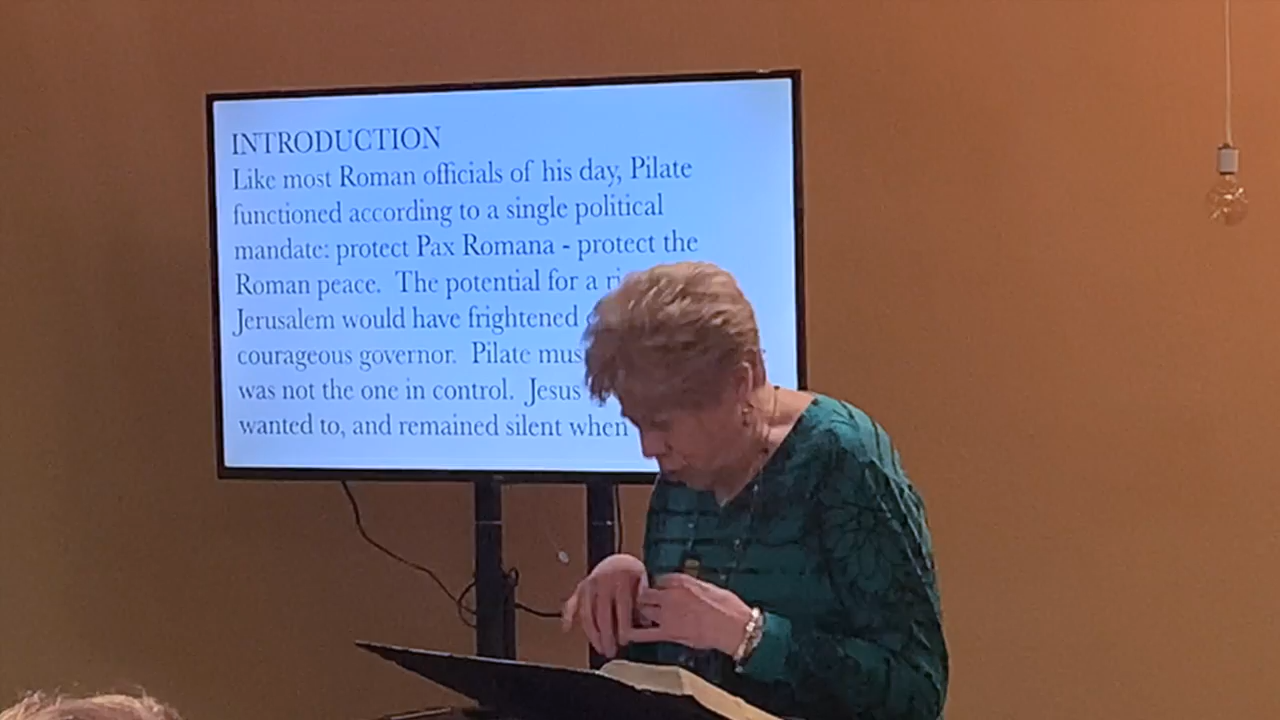 INTRODUCTION
Like most Roman officials of his day, Pilate
functioned according to a single political
mandate: protect Pax Romana - protect the
Roman peace. The potential for a
Jerusalem would have frightened
courageous governor. Pilate
was not the one in control. Jesus
wanted to, and remained silent when